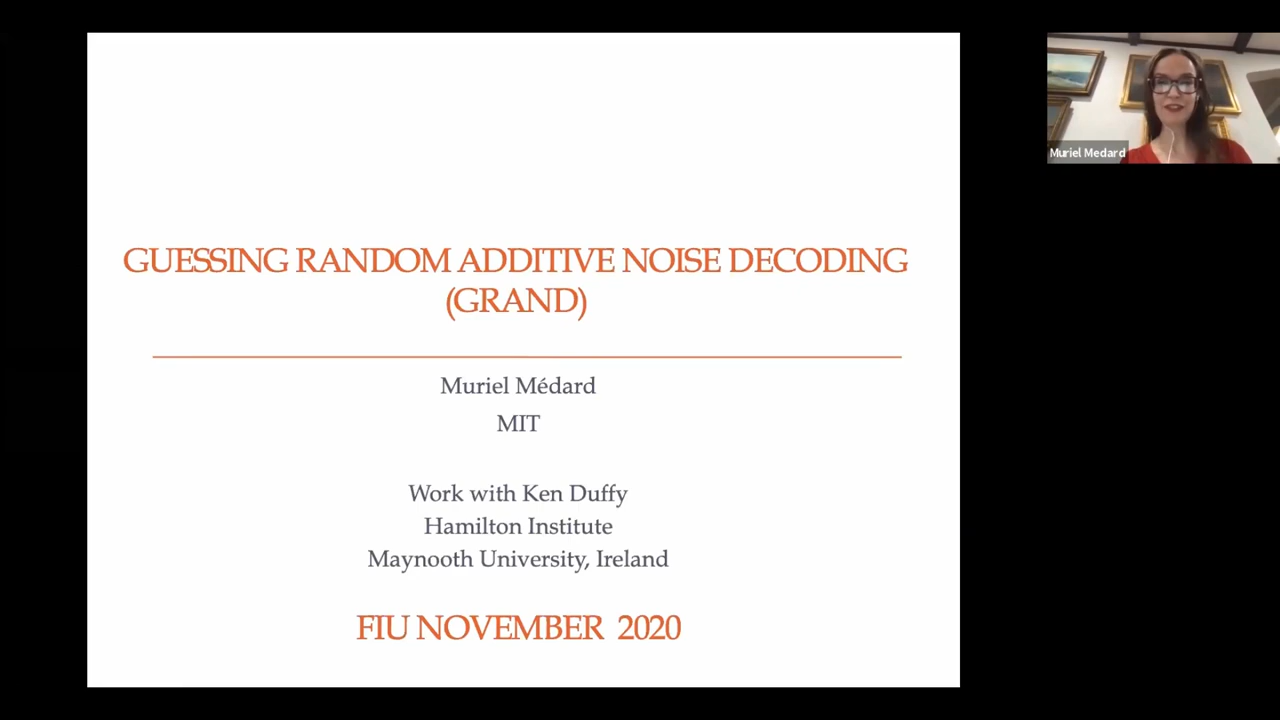 GUESSING RANDOM ADDITIVE NOISE DECODING
(GRAND)
Muriel Médard
MIT
Work with Ken Duffy
Hamilton Institute
Maynooth University, Ireland
FIU NOVEMBER 2020
Muriel Medard